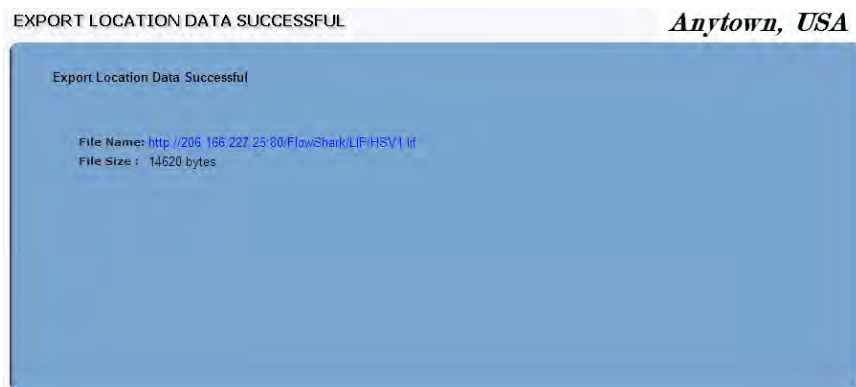 EXPORT LOCATION DATA SUCCESSFUL
Anytown, USA
Export Location Data Successful
File Name: http://206.166.227.25:80/FlowShark/LIF/HSV1.lif
File Size : 14620 bytes